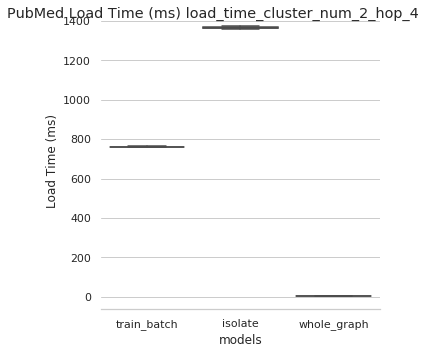 PubMed Load Time (ms) load_time_cluster_num_2_hop_4
1400
1200
1000
800
600
400
200
0
Load Time (ms)
train_batch isolate whole_graph
models